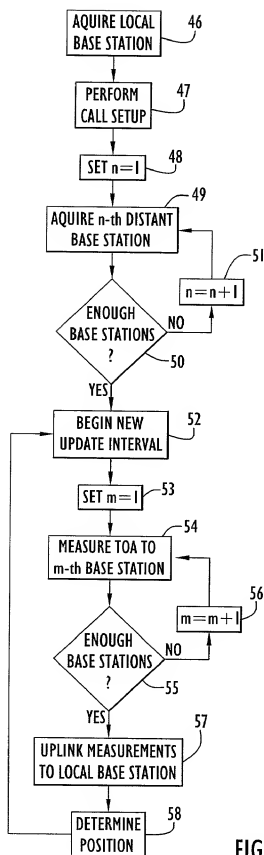 AQUIRE LOCAL
BASE STATION
46
PERFORM
CALL SETUP
47
SET n=1
48
49
AQUIRE n-th DISTANT
BASE STATION
51
n=n+1
ENOUGH
BASE STATIONS
?
NO
50
YES
BEGIN NEW
UPDATE INTERVAL
52
SET m=1
53
54
MEASURE TOA TO
m-th BASE STATION
56
m=m+1
ENOUGH
BASE STATIONS
?
NO
55
YES
57
UPLINK MEASUREMENTS
TO LOCAL BASE STATION
58
DETERMINE
POSITION
FIG